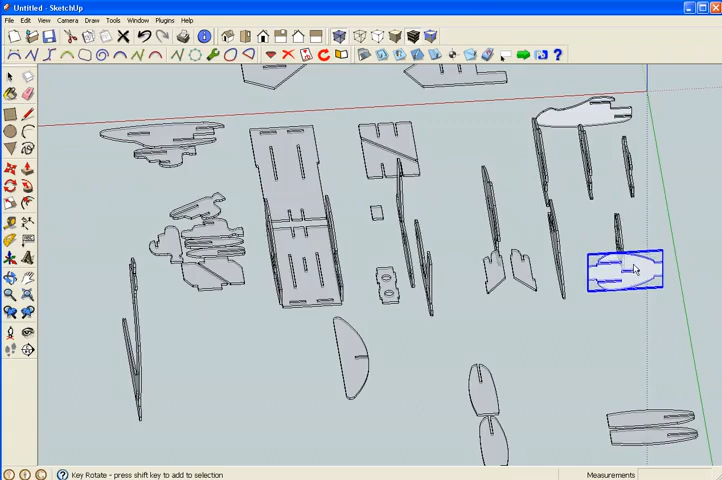 Untitled - SketchUp
File Edit View Camera Draw Tools Window Plugins Help
Key Rotate - press shift key to add to selection
Measurements